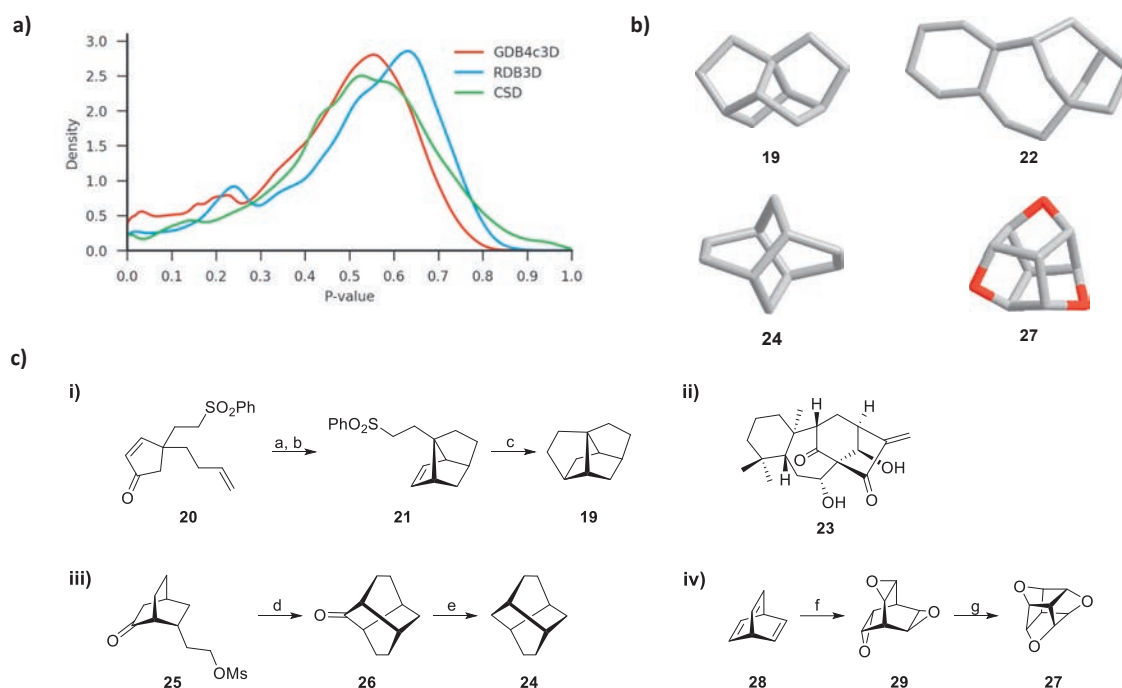 a)
3.0
2.5
2.0
1.5
1.0
0.5
0.0
Density
0.0 0.1 0.2 0.3 0.4 0.5 0.6 0.7 0.8 0.9 1.0
P-value
GDB4c3D
RDB3D
CSD
b)
19
22
24
27
c)
i)
SO2Ph
O
20
a, b
PhO2S
21
c
19
ii)
H
H
O
OH
H
OH
O
23
iii)
O
OMs
25
d
O
26
e
24
iv)
28
f
O
O
O
29
g
O
O
O
27